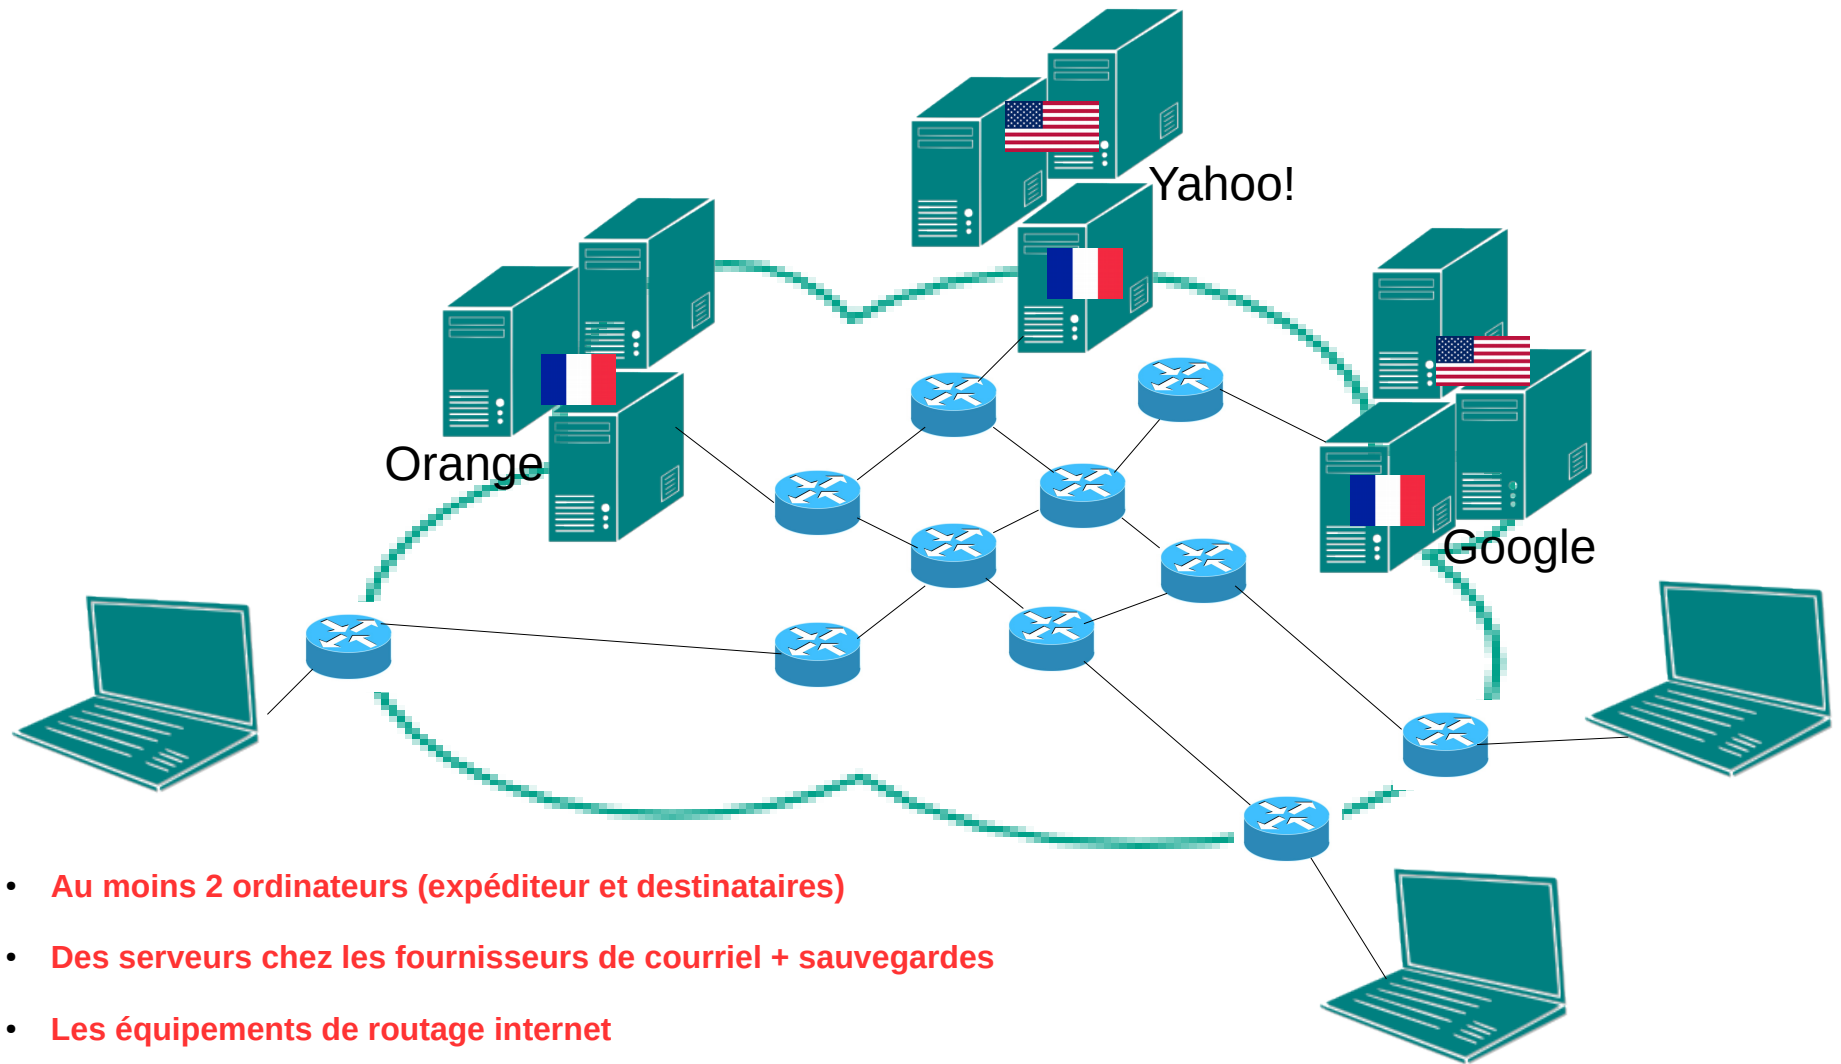 Yahoo!
Orange
Google
• Au moins 2 ordinateurs (expéditeur et destinataires)
• Des serveurs chez les fournisseurs de courriel + sauvegardes
• Les équipements de routage internet